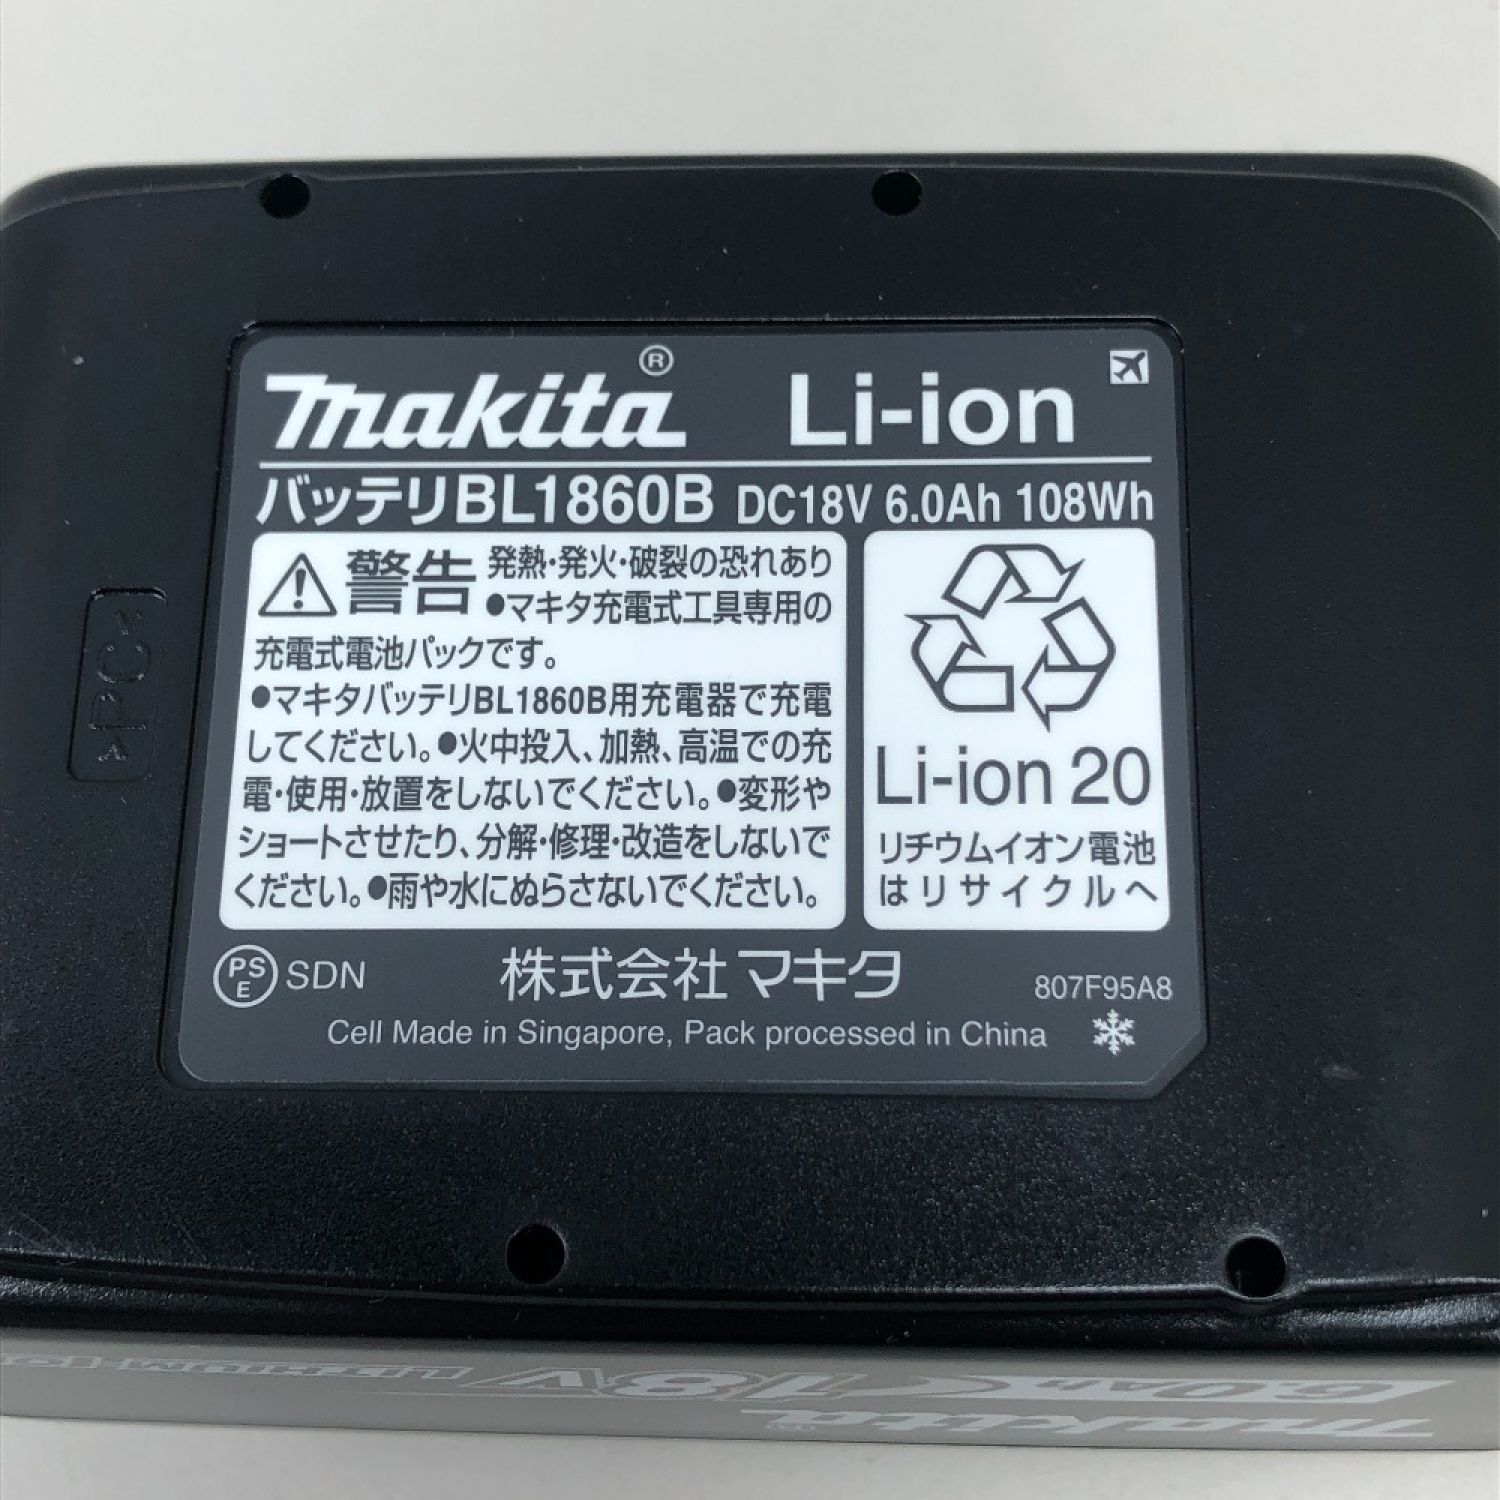 makita® Li-ion
バッテリBL1860B DC18V 6.0Ah 108Wh
警告 発熱・発火・破裂の恐れあり
●マキタ充電式工具専用の
充電式電池パックです。
●マキタバッテリBL1860B用充電器で充電
してください。●火中投入、加熱、高温での充
電・使用・放置をしないでください。●変形や
ショートさせたり、分解・修理・改造をしないで
ください。●雨や水にぬらさないでください。
Li-ion 20
リチウムイオン電池
はリサイクルへ
PSE SDN 株式会社マキタ 807F95A8
Cell Made in Singapore, Pack processed in China
>PC<
makita®
6.0Ah 18V LITHIUM-ION